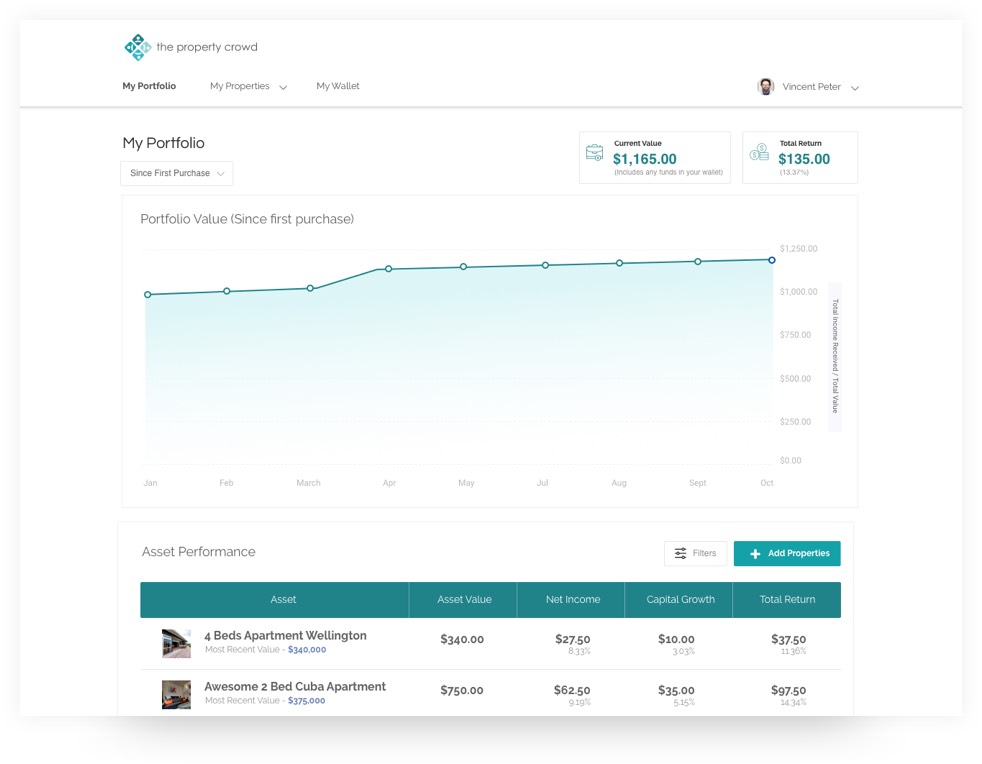 the property crowd
My Portfolio
My Properties
My Wallet
Vincent Peter
My Portfolio
Since First Purchase
Current Value
$1,165.00
(Includes any funds in your wallet)
Total Return
$135.00
(13.37%)
Portfolio Value (Since first purchase)
$1,250.00
$1,000.00
$750.00
$500.00
$250.00
$0.00
Total Income Received / Total Value
Jan Feb March Apr May Jul Aug Sept Oct
Asset Performance
Filters
Add Properties
Asset Asset Value Net Income Capital Growth Total Return
4 Beds Apartment Wellington
Most Recent Value - $340,000
$340.00
$27.50
8.33%
$10.00
3.03%
$37.50
11.36%
Awesome 2 Bed Cuba Apartment
Most Recent Value - $375,000
$750.00
$62.50
9.19%
$35.00
5.15%
$97.50
14.34%